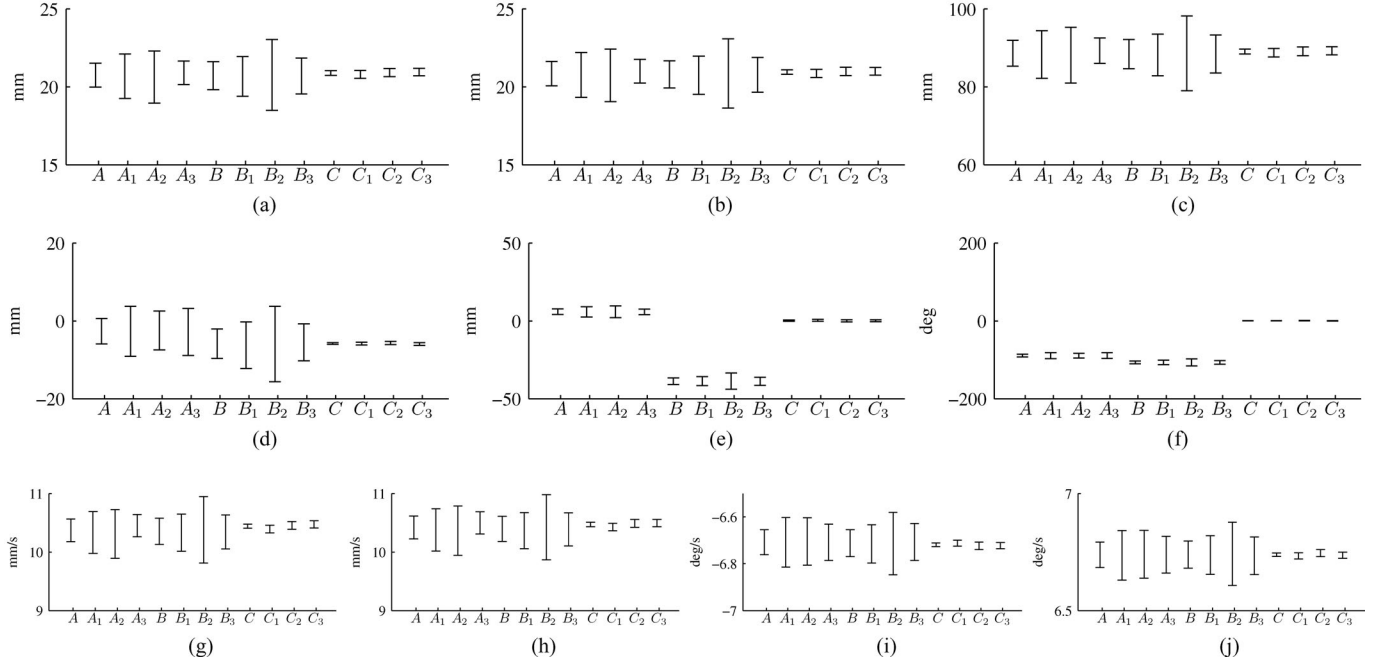 25 25 100
mm 20 mm 20 mm 80
15 15 60
A A₁ A₂ A₃ B B₁ B₂ B₃ C C₁ C₂ C₃ A A₁ A₂ A₃ B B₁ B₂ B₃ C C₁ C₂ C₃ A A₁ A₂ A₃ B B₁ B₂ B₃ C C₁ C₂ C₃
(a) (b) (c)
20 50 200
mm 0 mm 0 deg 0
−20 −50 −200
A A₁ A₂ A₃ B B₁ B₂ B₃ C C₁ C₂ C₃ A A₁ A₂ A₃ B B₁ B₂ B₃ C C₁ C₂ C₃ A A₁ A₂ A₃ B B₁ B₂ B₃ C C₁ C₂ C₃
(d) (e) (f)
11 11 7
−6.6
mm/s 10 mm/s 10 deg/s −6.8 deg/s
9 9 −7 6.5
A A₁ A₂ A₃ B B₁ B₂ B₃ C C₁ C₂ C₃ A A₁ A₂ A₃ B B₁ B₂ B₃ C C₁ C₂ C₃ A A₁ A₂ A₃ B B₁ B₂ B₃ C C₁ C₂ C₃ A A₁ A₂ A₃ B B₁ B₂ B₃ C C₁ C₂ C₃
(g) (h) (i) (j)